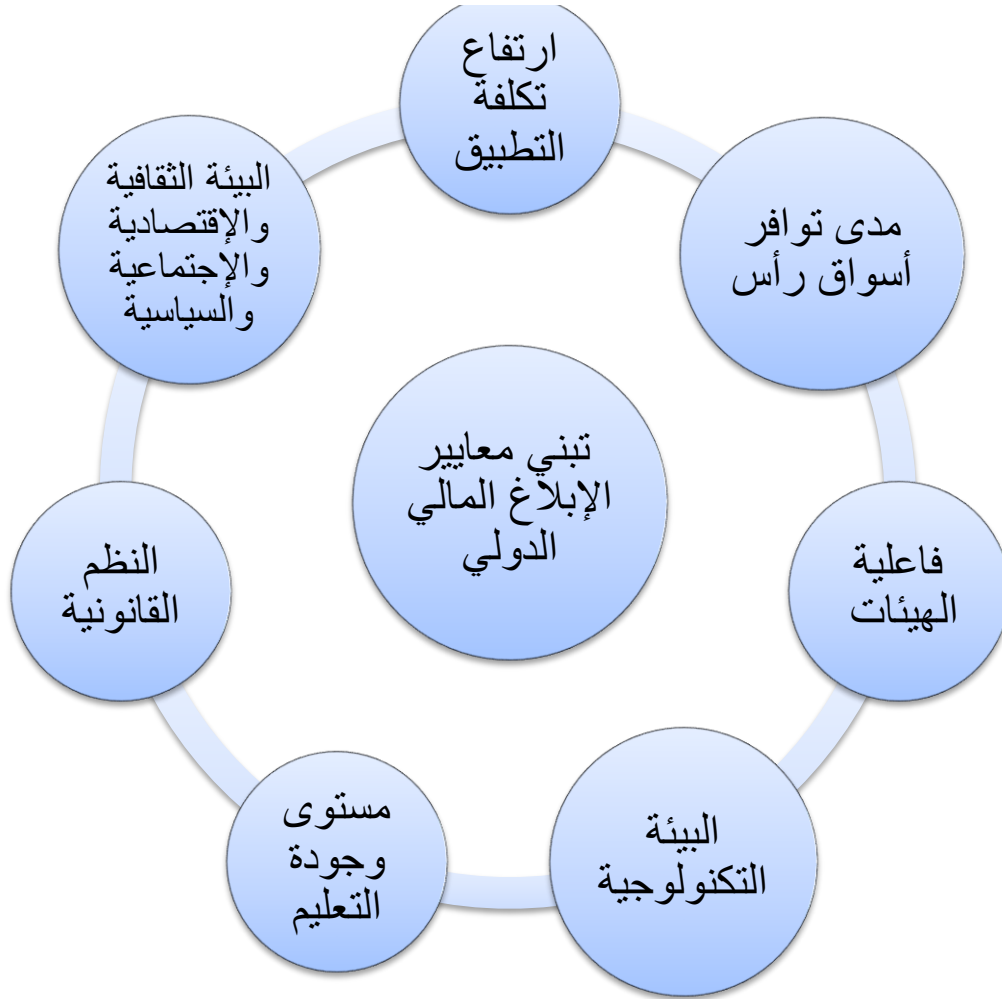 ارتفاع
تكلفة
التطبيق
مدى توافر
أسواق رأس
فاعلية
الهيئات
البيئة
التكنولوجية
مستوى
وجودة
التعليم
النظم
القانونية
البيئة الثقافية
والإقتصادية
والإجتماعية
والسياسية
تبني معايير
الإبلاغ المالي
الدولي